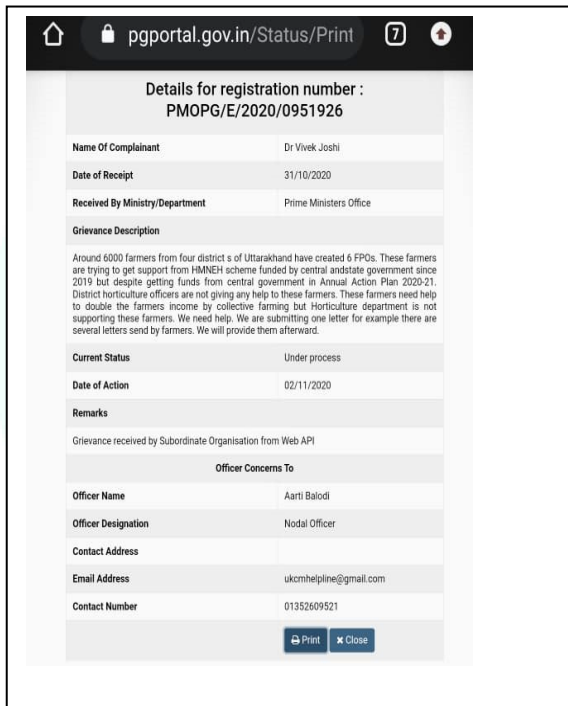 pgportal.gov.in/Status/Print 7
Details for registration number :
PMOPG/E/2020/0951926
Name Of Complainant Dr Vivek Joshi
Date of Receipt 31/10/2020
Received By Ministry/Department Prime Ministers Office
Grievance Description
Around 6000 farmers from four district s of Uttarakhand have created 6 FPOs. These farmers
are trying to get support from HMNEH scheme funded by central andstate government since
2019 but despite getting funds from central government in Annual Action Plan 2020-21.
District horticulture officers are not giving any help to these farmers. These farmers need help
to double the farmers income by collective farming but Horticulture department is not
supporting these farmers. We need help. We are submitting one letter for example there are
several letters send by farmers. We will provide them afterward.
Current Status Under process
Date of Action 02/11/2020
Remarks
Grievance received by Subordinate Organisation from Web API
Officer Concerns To
Officer Name Aarti Balodi
Officer Designation Nodal Officer
Contact Address
Email Address ukcmhelpline@gmail.com
Contact Number 01352609521
Print Close